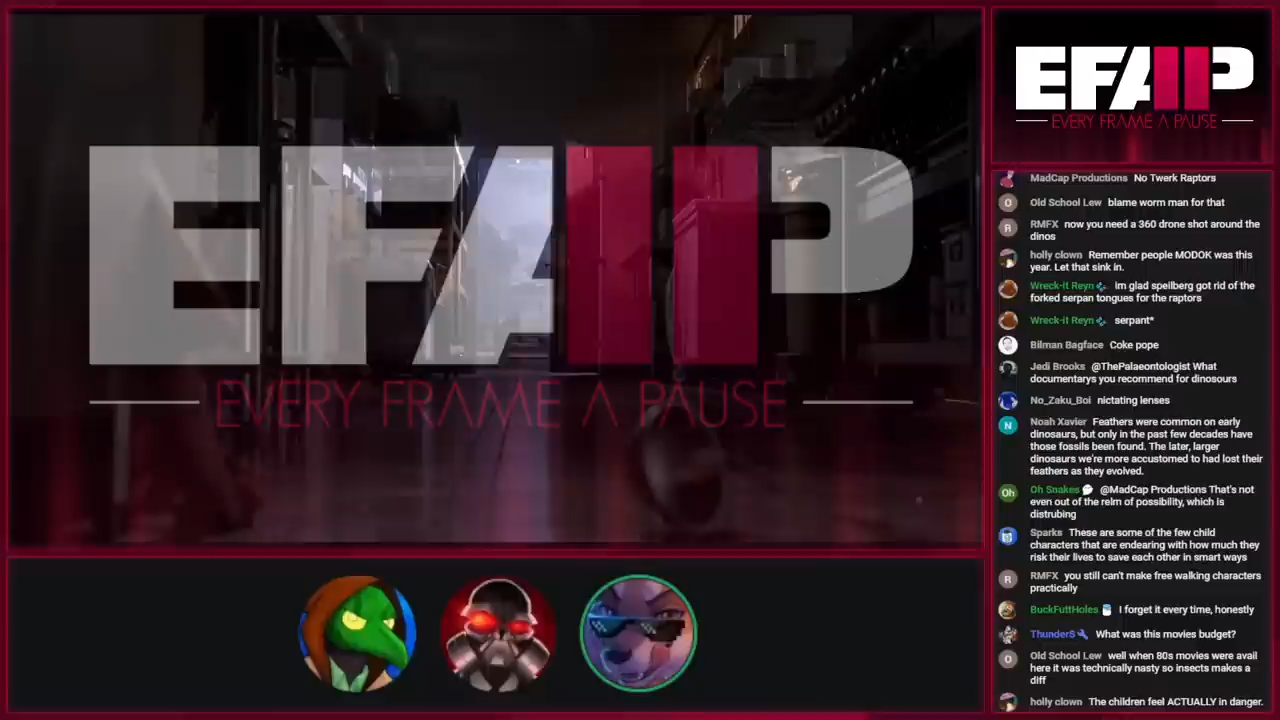 EFAP
EVERY FRAME A PAUSE
EFAP
EVERY FRAME A PAUSE
MadCap Productions No Twerk Raptors
Old School Lew blame worm man for that
RMFX now you need a 360 drone shot around the
dinos
holly clown Remember people MODOK was this
year. Let that sink in.
Wreck-it Reyn Im glad speilberg got rid of the
forked serpan tongues for the raptors
Wreck-it Reyn serpant*
Bilman Bagface Coke pope
Jedi Brooks @ThePalaeontologist What
documentarys you recommend for dinosours
No_Zaku_Boi nictating lenses
Noah Xavier Feathers were common on early
dinosaurs, but only in the past few decades have
those fossils been found. The later, larger
dinosaurs we're more accustomed to had lost their
feathers as they evolved.
Oh Oh Snakes @MadCap Productions That's not
even out of the relm of possibility, which is
distrubing
Sparks These are some of the few child
characters that are endearing with how much they
risk their lives to save each other in smart ways
RMFX you still can't make free walking characters
practically
BuckFuttHoles I forget it every time, honestly
ThunderS What was this movies budget?
Old School Lew well when 80s movies were avail
here it was technically nasty so insects makes a
diff
holly clown The children feel ACTUALLY in danger.